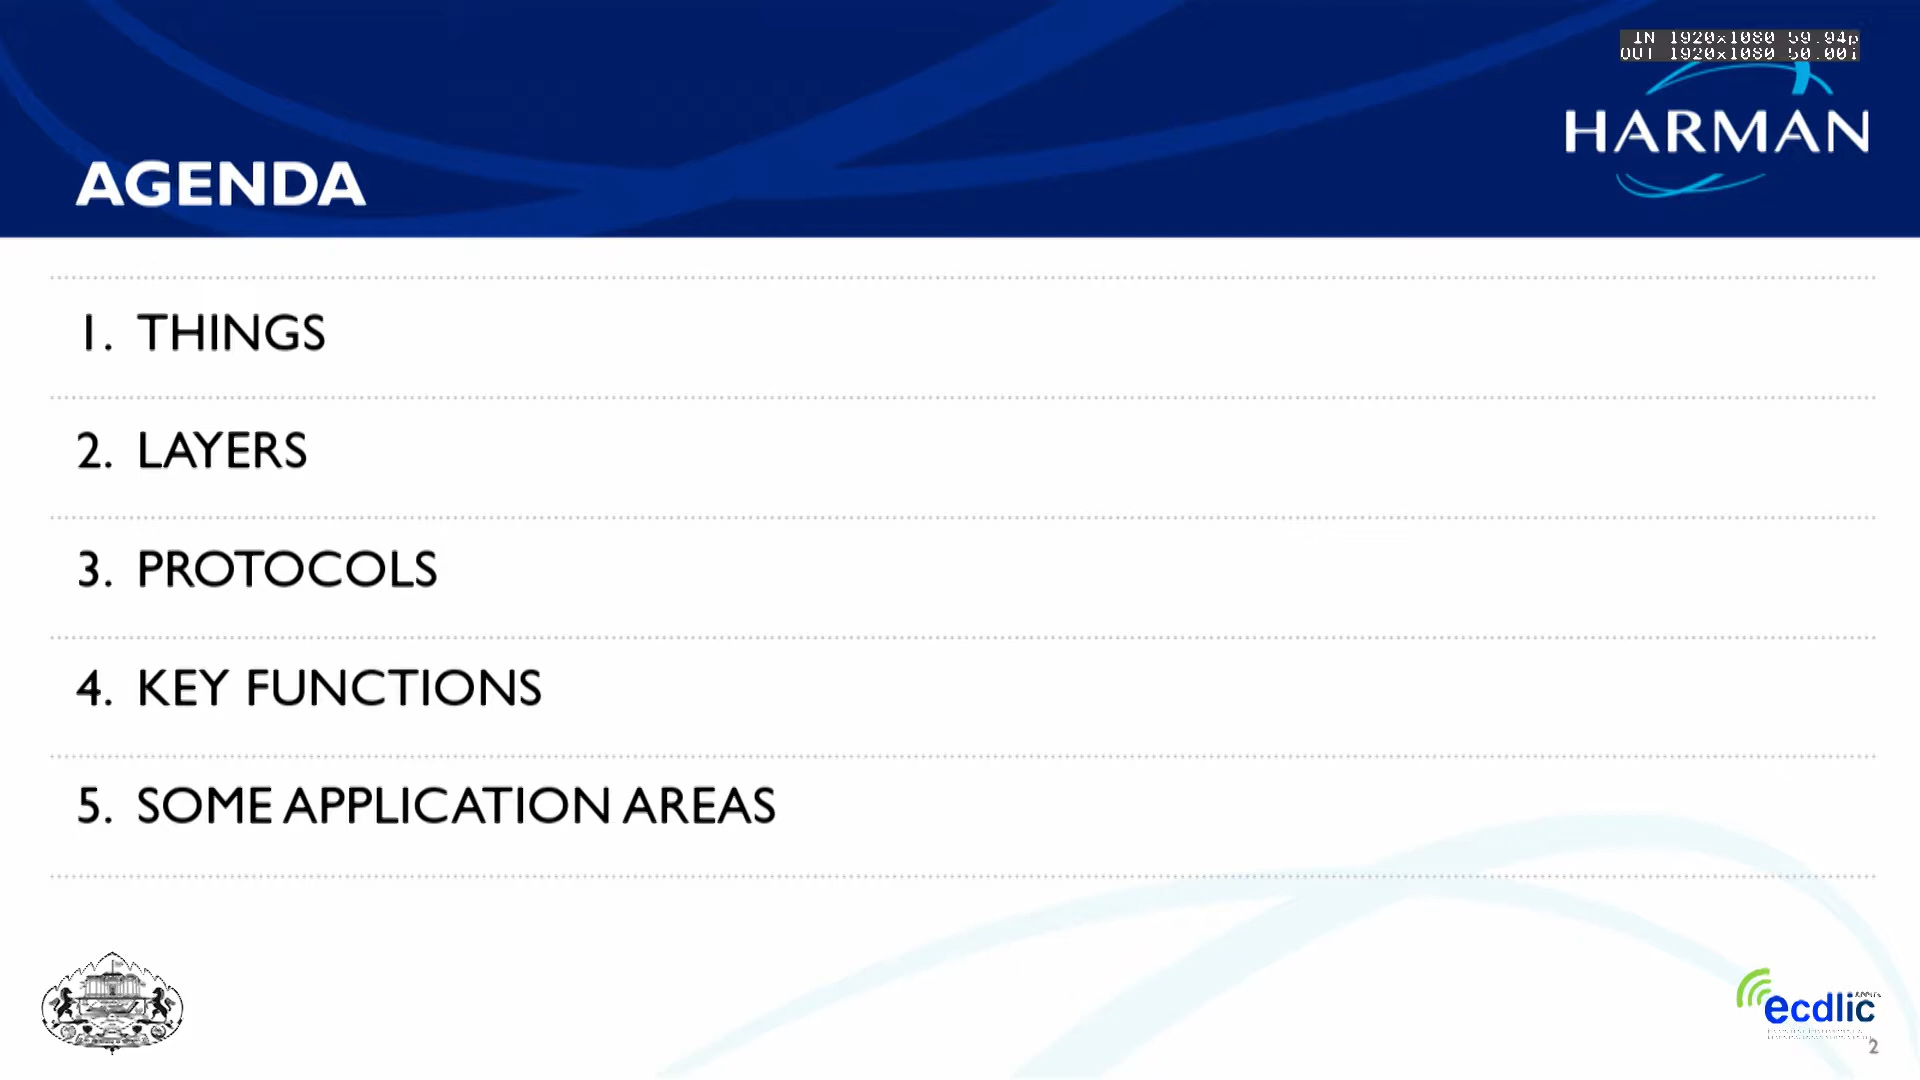 IN 1920x1080 59.94p
OUT 1920x1080 50.00i
HARMAN
AGENDA
1. THINGS
2. LAYERS
3. PROTOCOLS
4. KEY FUNCTIONS
5. SOME APPLICATION AREAS
ecdlic
2